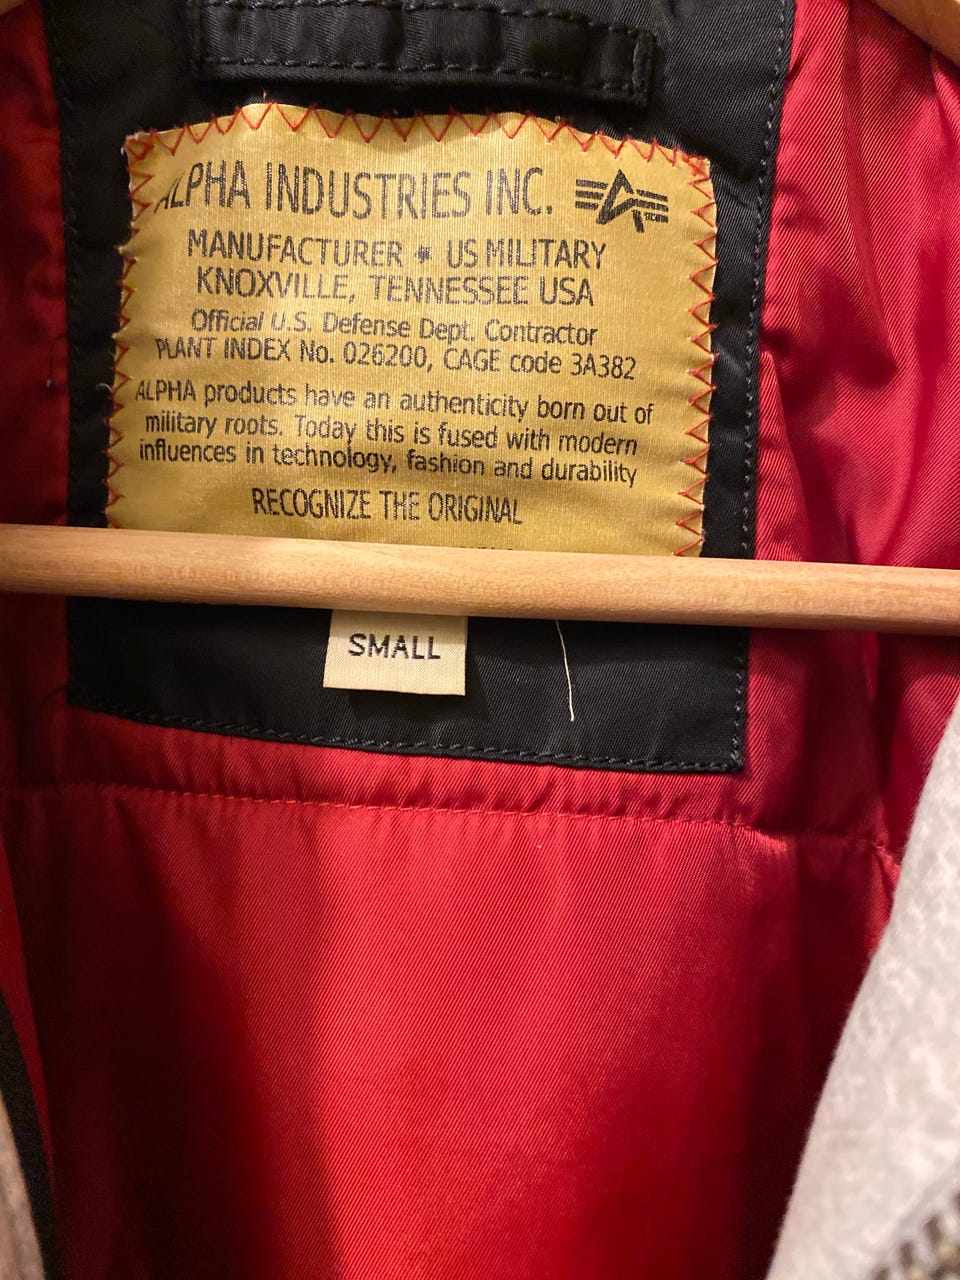 ALPHA INDUSTRIES INC.
MANUFACTURER * US MILITARY
KNOXVILLE, TENNESSEE USA
Official U.S. Defense Dept. Contractor
PLANT INDEX No. 026200, CAGE code 3A382
ALPHA products have an authenticity born out of
military roots. Today this is fused with modern
influences in technology, fashion and durability
RECOGNIZE THE ORIGINAL
SMALL